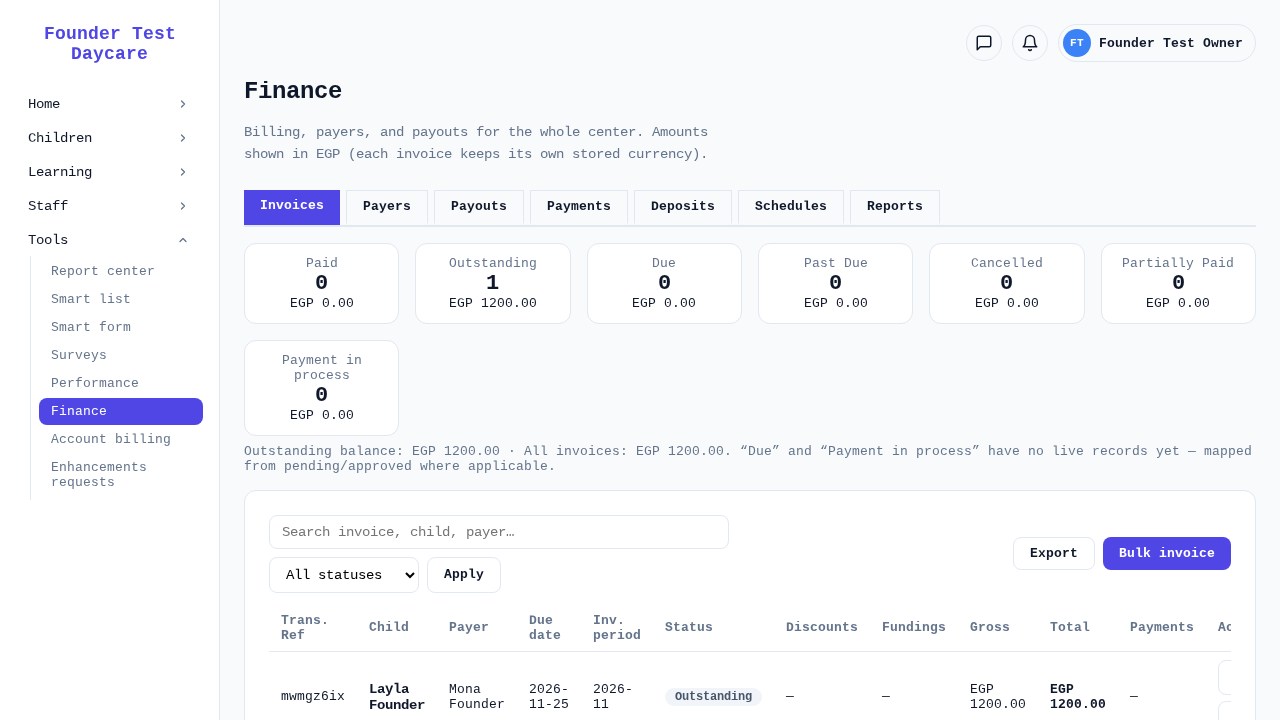 Founder Test
Daycare
Home
Children
Learning
Staff
Tools
Report center
Smart list
Smart form
Surveys
Performance
Finance
Account billing
Enhancements
requests
FT
Founder Test Owner
Finance
Billing, payers, and payouts for the whole center. Amounts
shown in EGP (each invoice keeps its own stored currency).
Invoices
Payers
Payouts
Payments
Deposits
Schedules
Reports
Paid
0
EGP 0.00
Outstanding
1
EGP 1200.00
Due
0
EGP 0.00
Past Due
0
EGP 0.00
Cancelled
0
EGP 0.00
Partially Paid
0
EGP 0.00
Payment in
process
0
EGP 0.00
Outstanding balance: EGP 1200.00 · All invoices: EGP 1200.00. “Due” and “Payment in process” have no live records yet — mapped
from pending/approved where applicable.
Search invoice, child, payer…
All statuses
Apply
Export
Bulk invoice
Trans.
Ref
Child
Payer
Due
date
Inv.
period
Status
Discounts
Fundings
Gross
Total
Payments
mwmgz6ix
Layla
Founder
Mona
Founder
2026-
11-25
2026-
11
Outstanding
—
—
EGP
1200.00
EGP
1200.00
—